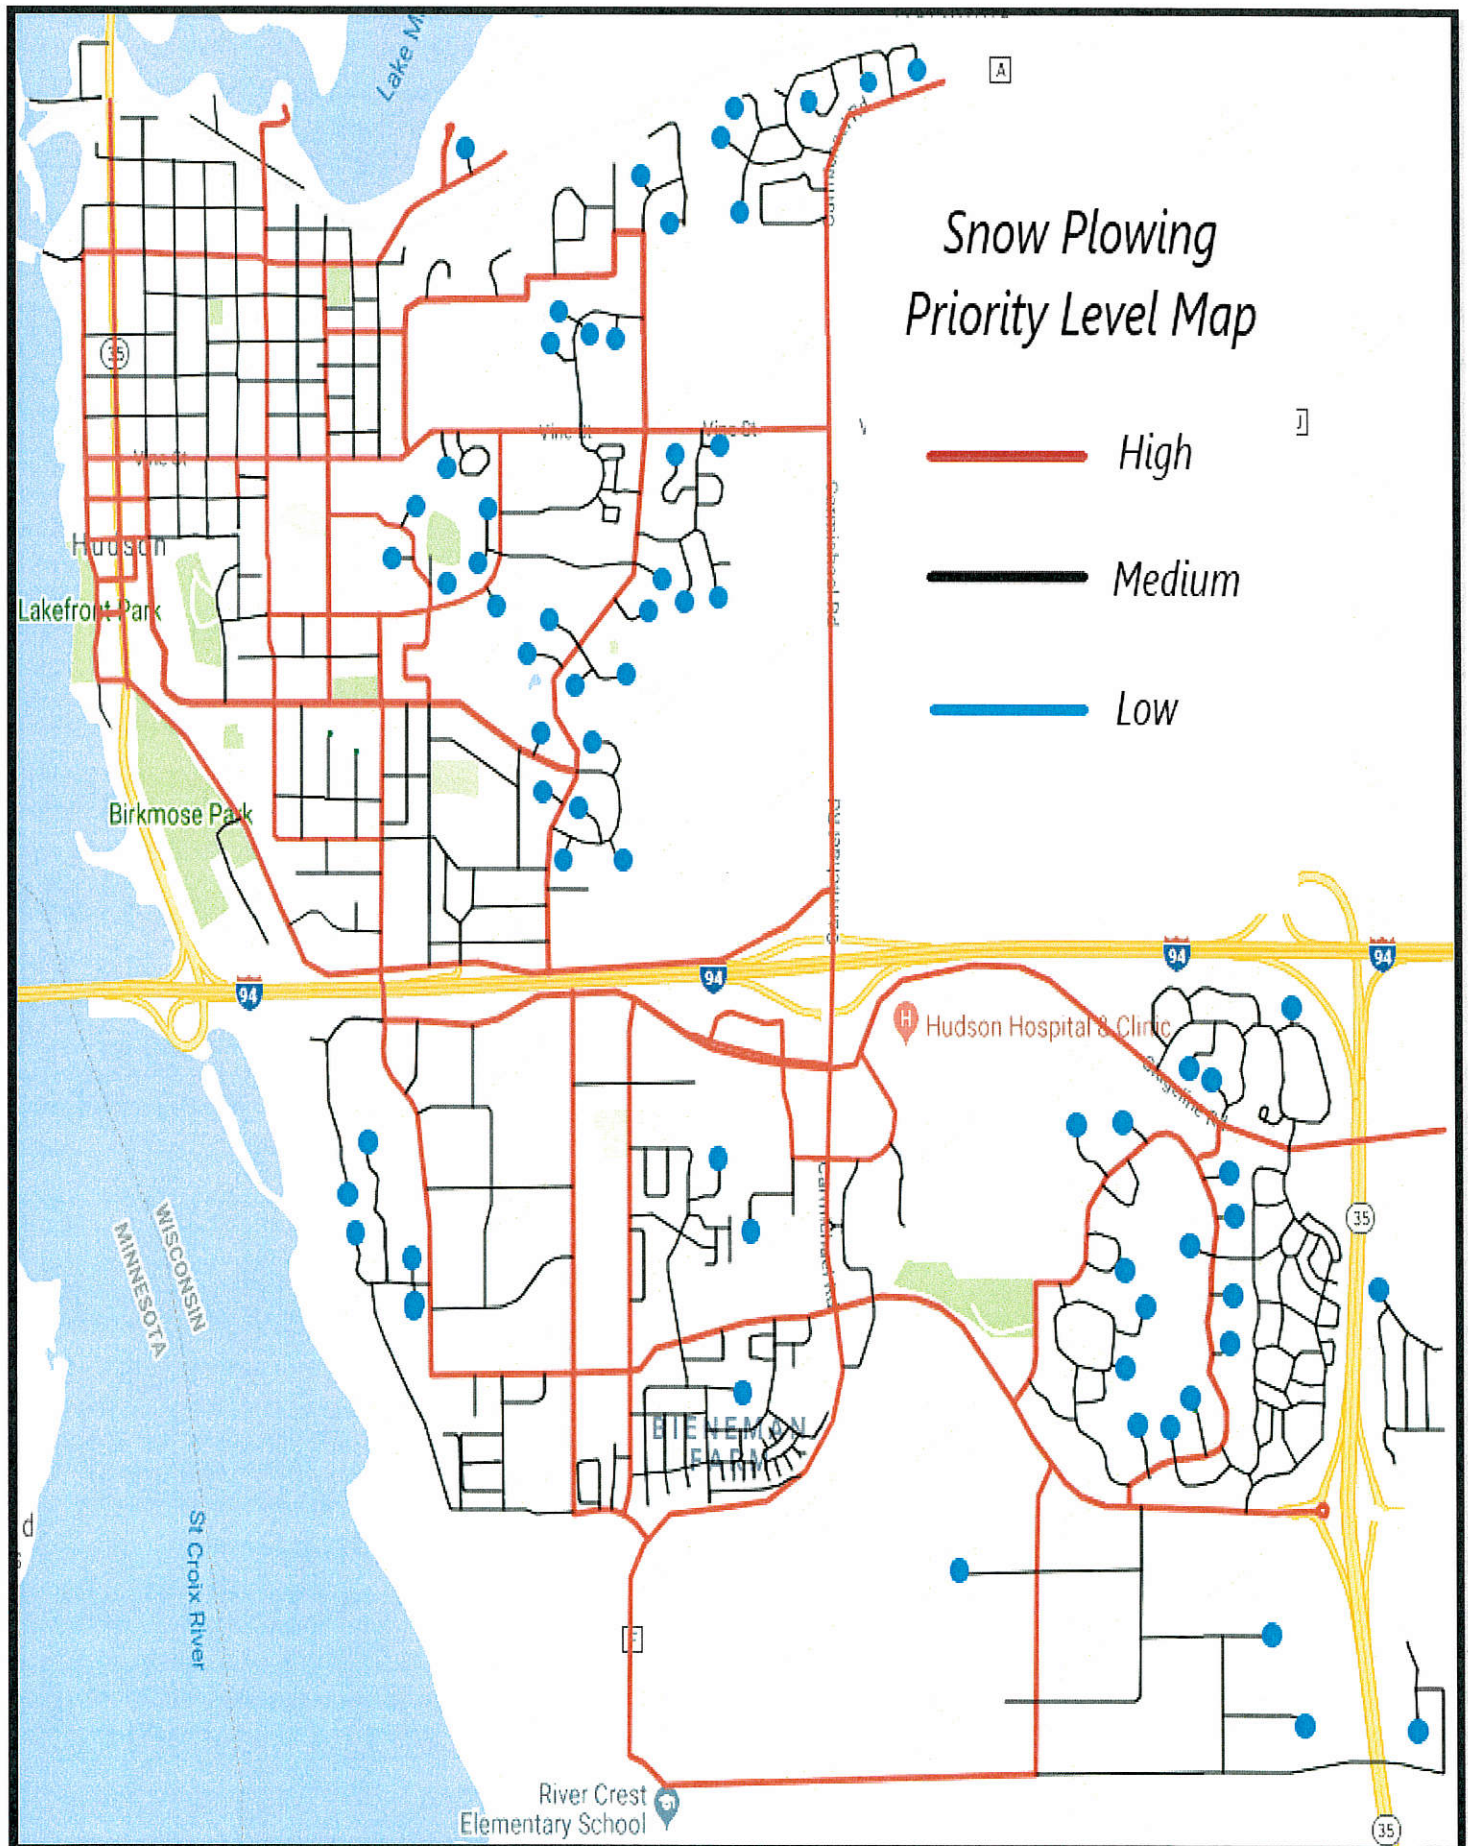 Lake M
A
Snow Plowing
Priority Level Map
35
High
Vine St
Vine St
Vine St
Medium
Hudson
Lakefront Park
Low
Birkmose Park
94
94
94
94
H
Hudson Hospital & Clinic
35
WISCONSIN
MINNESOTA
Carmichael Rd
BIENEMAN
FARM
d
St Croix River
F
River Crest
Elementary School
35